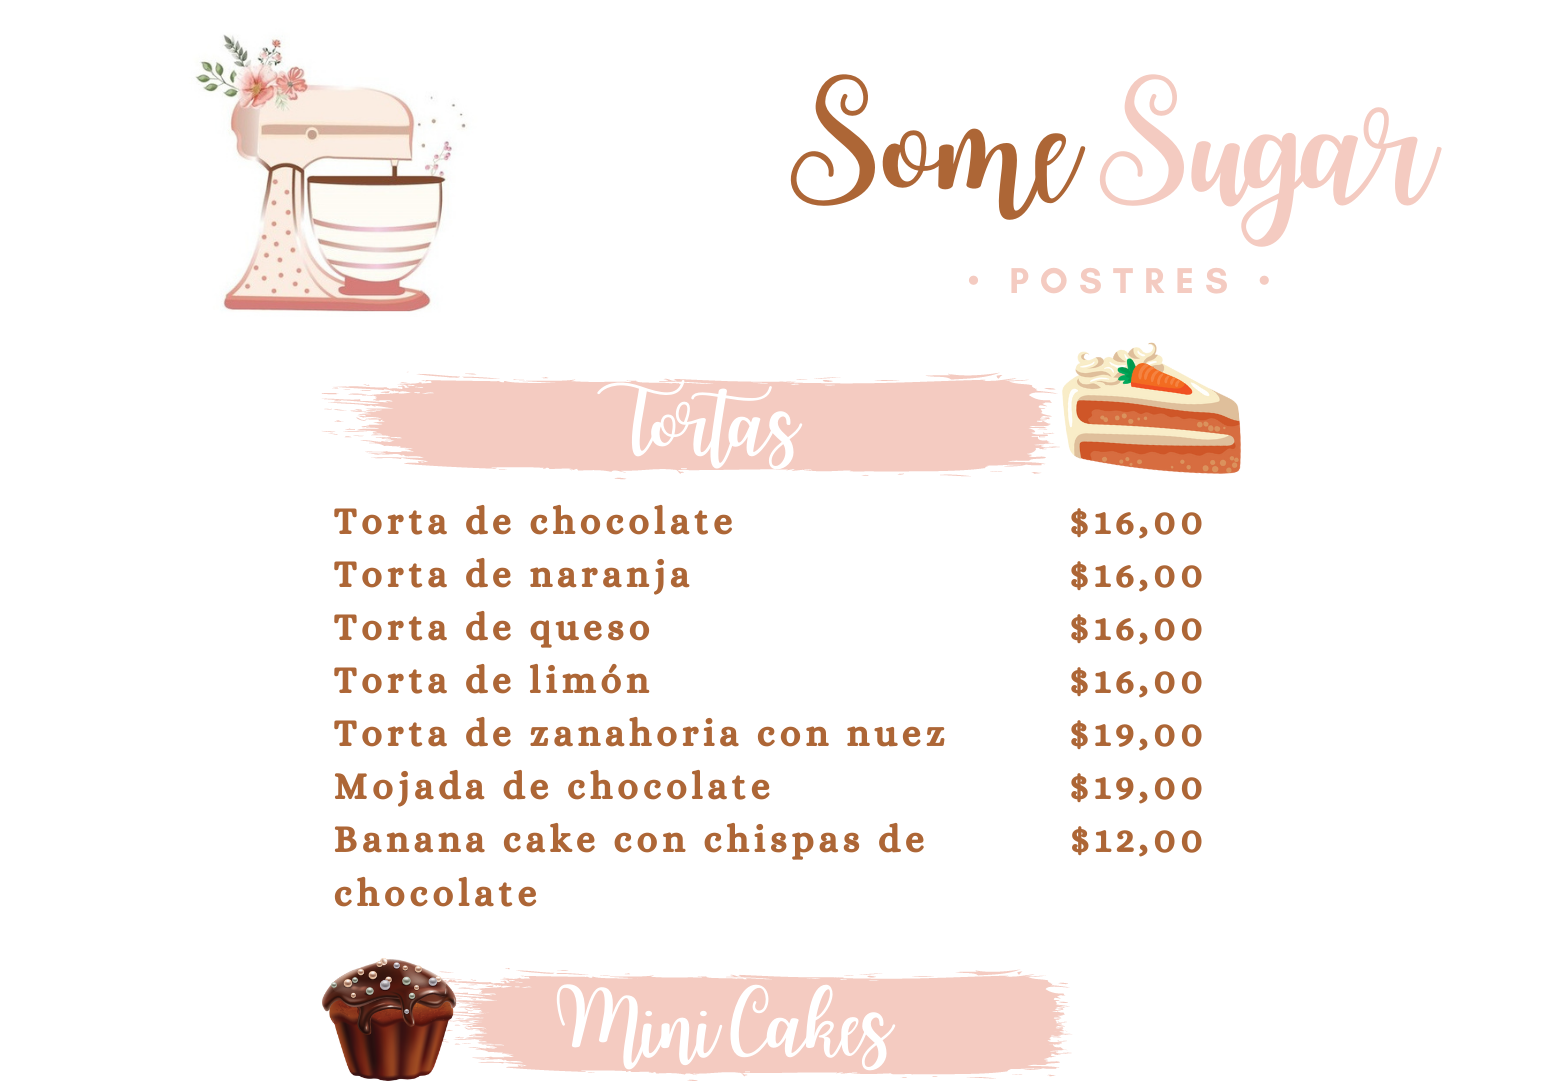 Some Sugar
• POSTRES •
Tortas
Torta de chocolate $16,00
Torta de naranja $16,00
Torta de queso $16,00
Torta de limón $16,00
Torta de zanahoria con nuez $19,00
Mojada de chocolate $19,00
Banana cake con chispas de $12,00
chocolate
Mini Cakes